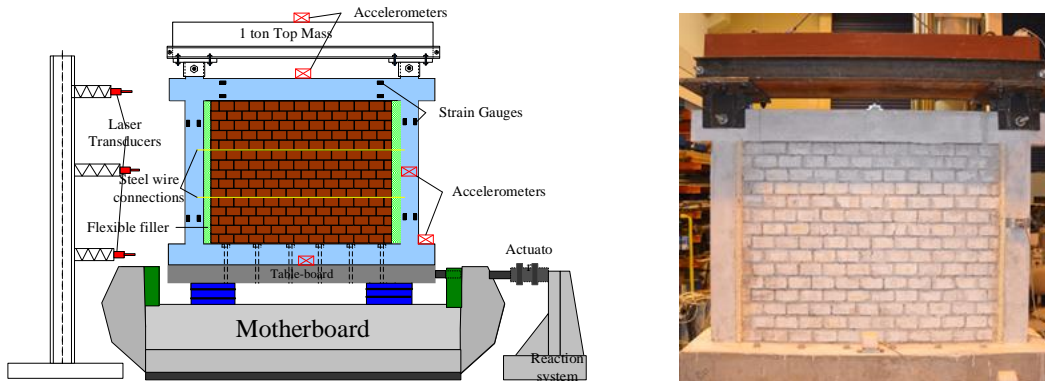 Accelerometers
1 ton Top Mass
Strain Gauges
Laser
Transducers
Steel wire
connections
Accelerometers
Flexible filler
Actuato
r
Table-board
Motherboard
Reaction
system